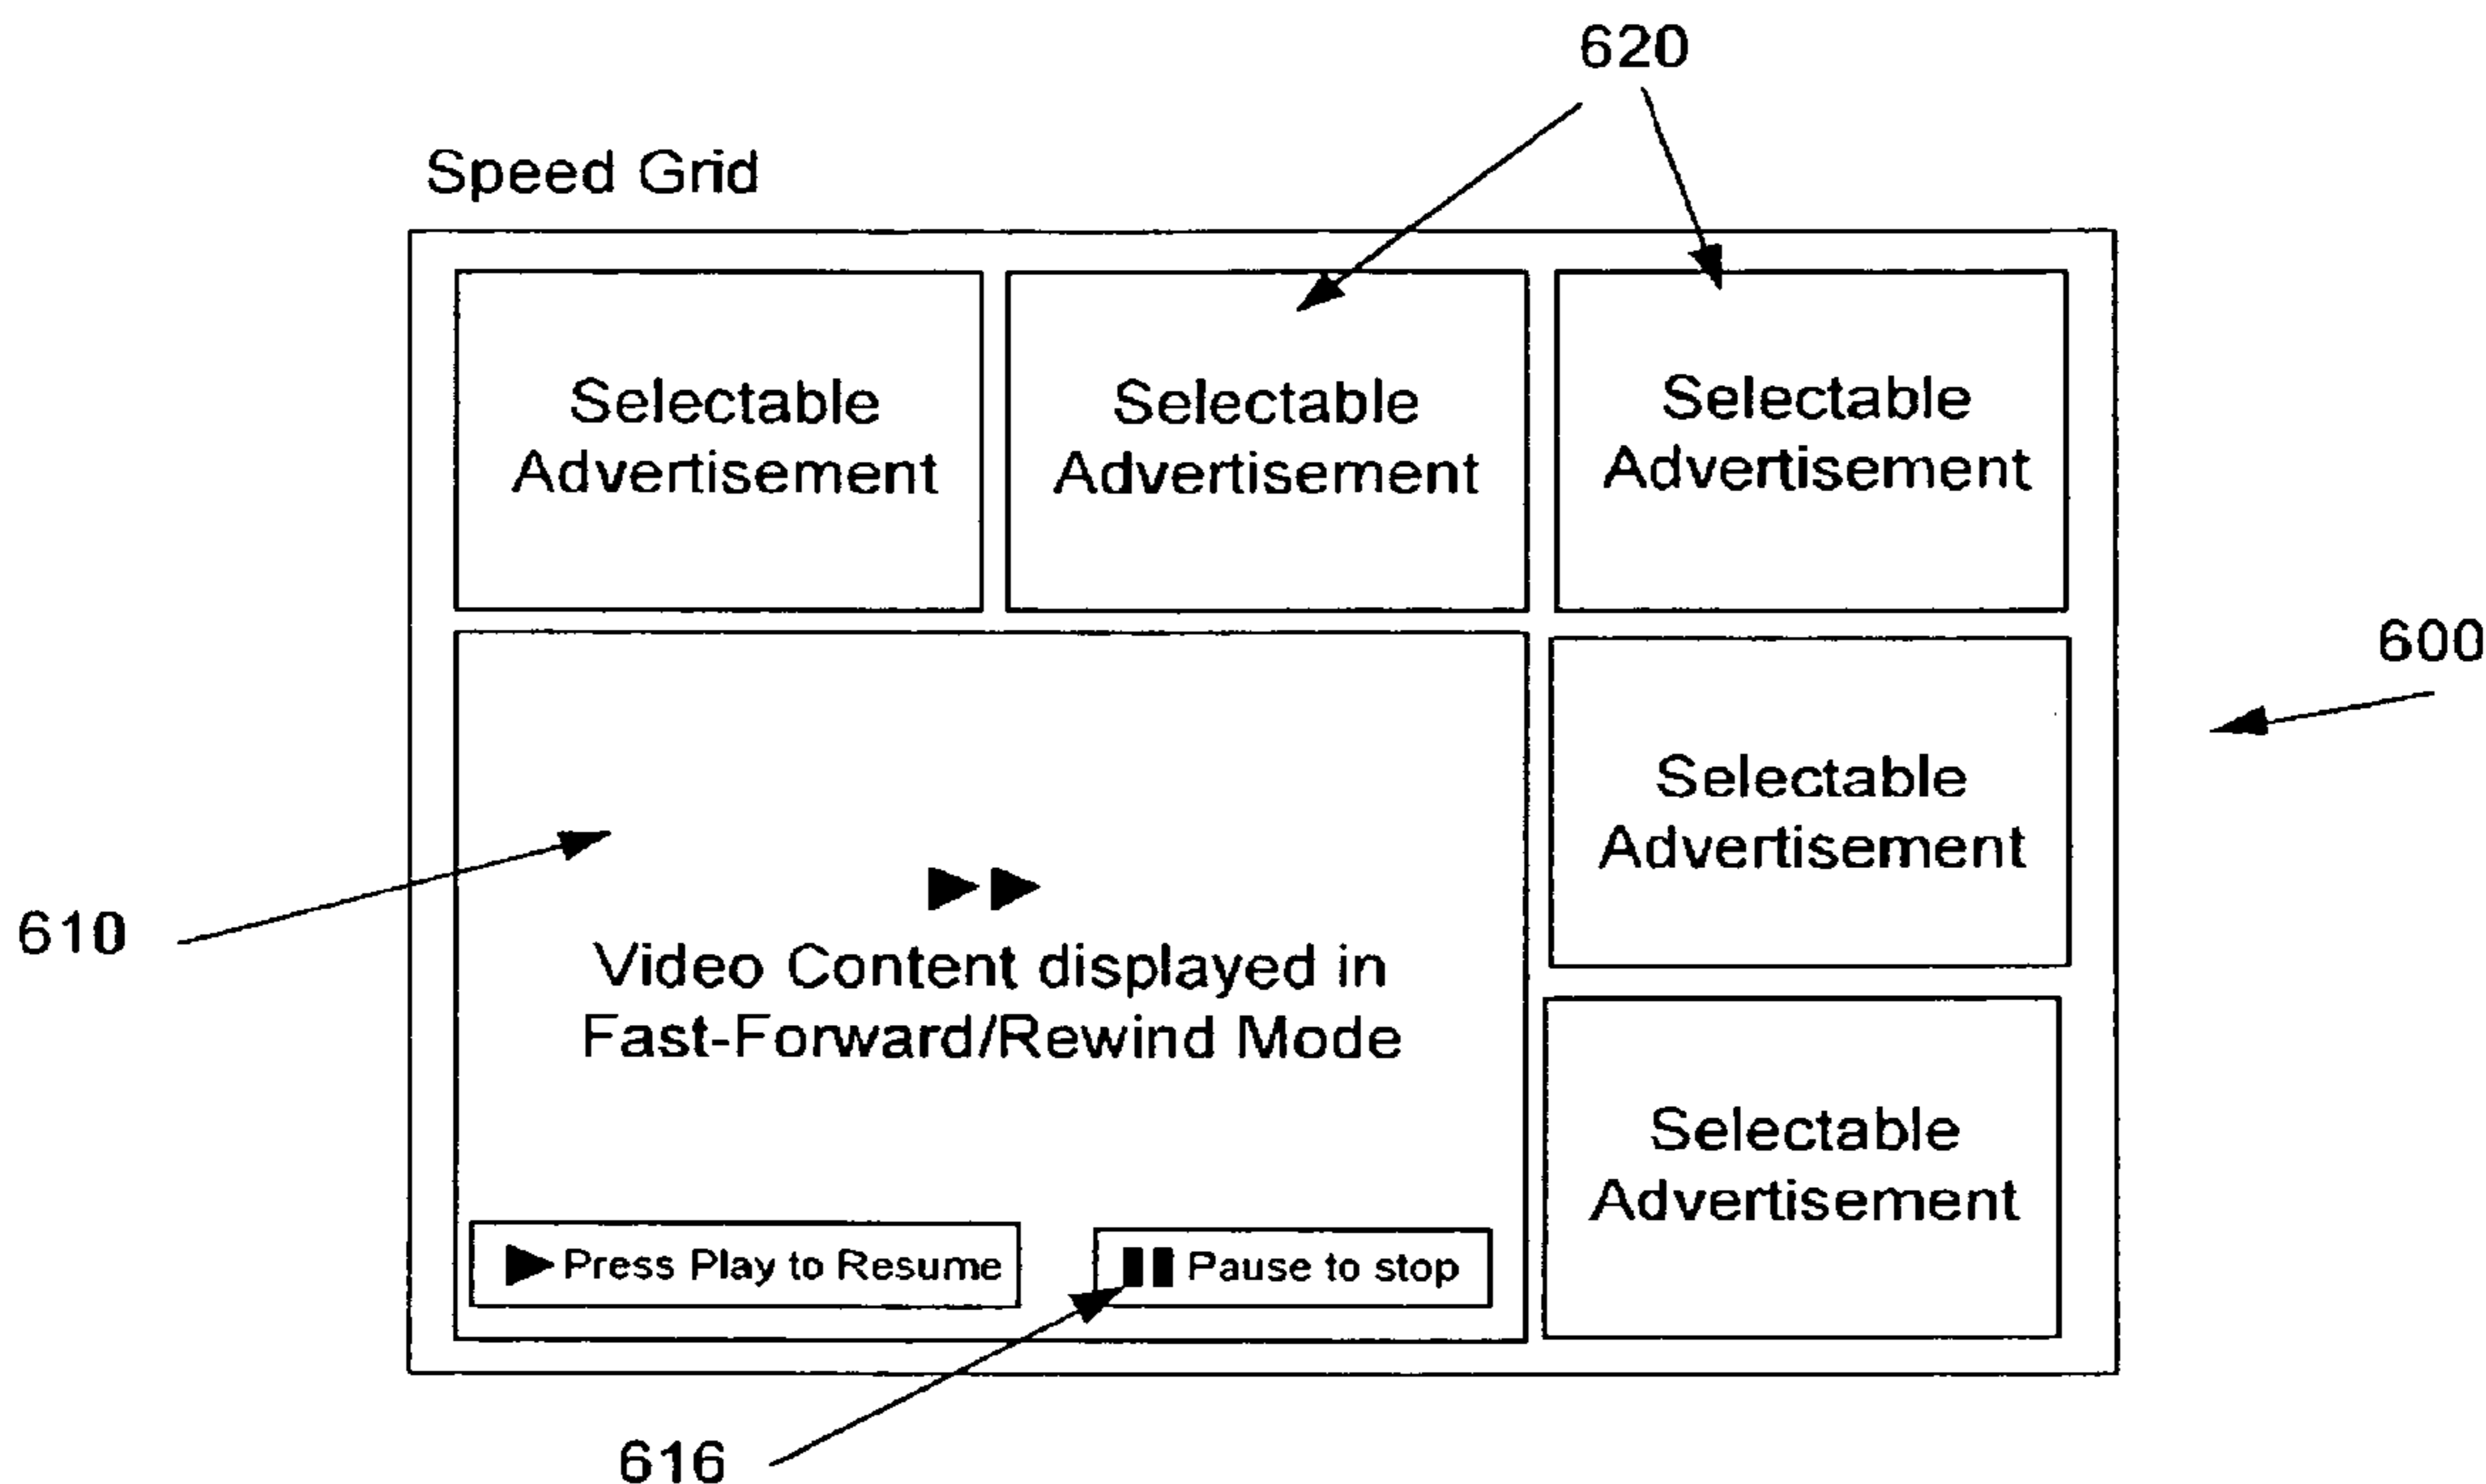 620
Speed Grid
Selectable
Advertisement
Selectable
Advertisement
Selectable
Advertisement
600
Selectable
Advertisement
610
Video Content displayed in
Fast-Forward/Rewind Mode
Selectable
Advertisement
Press Play to Resume
Pause to stop
616